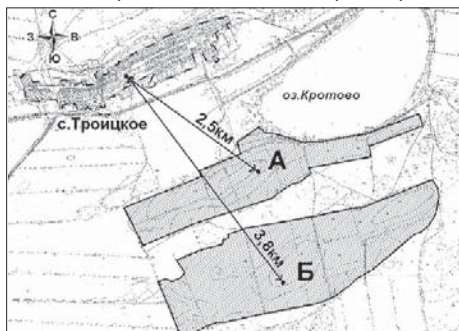 С
З В
Ю
оз.Кротово
с.Троицкое
2,5км
А
3,8км
Б